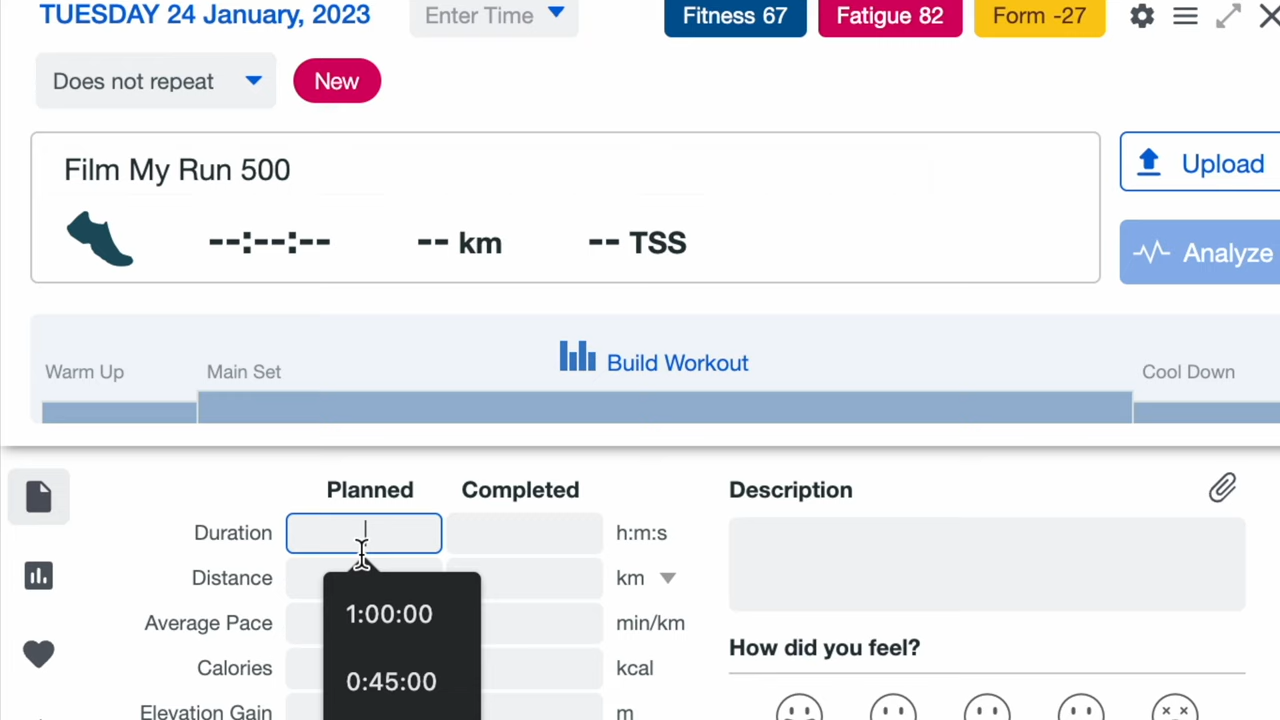 TUESDAY 24 January, 2023
Enter Time
Fitness 67
Fatigue 82
Form -27
Does not repeat
New
Film My Run 500
--:--:--
-- km
-- TSS
Upload
Analyze
Build Workout
Warm Up
Main Set
Cool Down
Planned
Completed
Description
Duration
h:m:s
Distance
km
1:00:00
Average Pace
min/km
How did you feel?
Calories
kcal
0:45:00
Elevation Gain
m